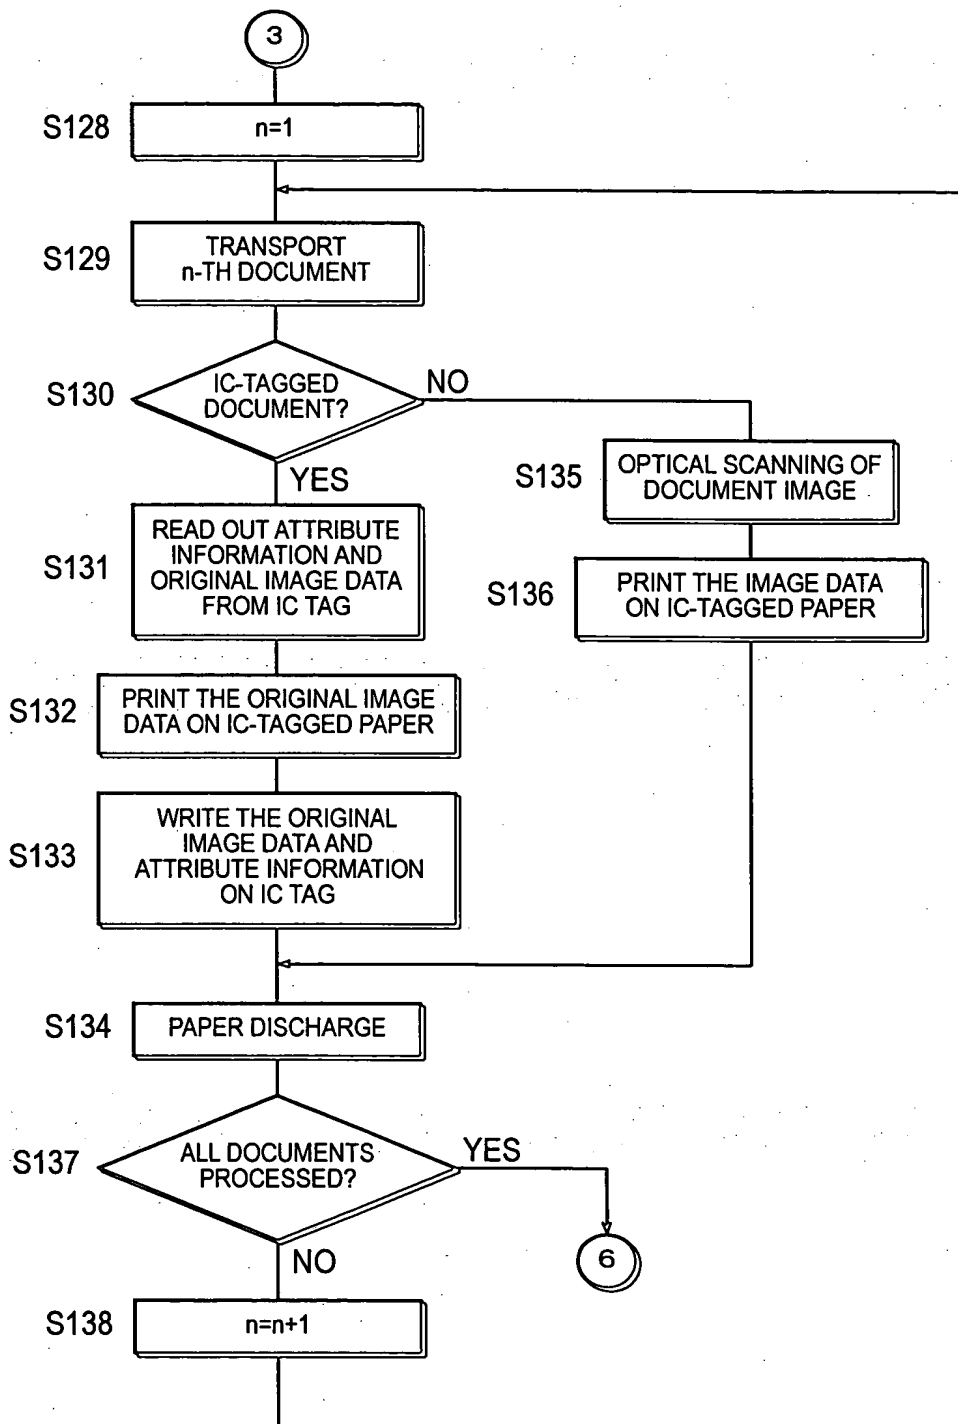 3
S128
n=1
S129
TRANSPORT
n-TH DOCUMENT
S130
IC-TAGGED
DOCUMENT?
NO
YES
S135
OPTICAL SCANNING OF
DOCUMENT IMAGE
S131
READ OUT ATTRIBUTE
INFORMATION AND
ORIGINAL IMAGE DATA
FROM IC TAG
S136
PRINT THE IMAGE DATA
ON IC-TAGGED PAPER
S132
PRINT THE ORIGINAL IMAGE
DATA ON IC-TAGGED PAPER
S133
WRITE THE ORIGINAL
IMAGE DATA AND
ATTRIBUTE INFORMATION
ON IC TAG
S134
PAPER DISCHARGE
S137
ALL DOCUMENTS
PROCESSED?
YES
6
NO
S138
n=n+1